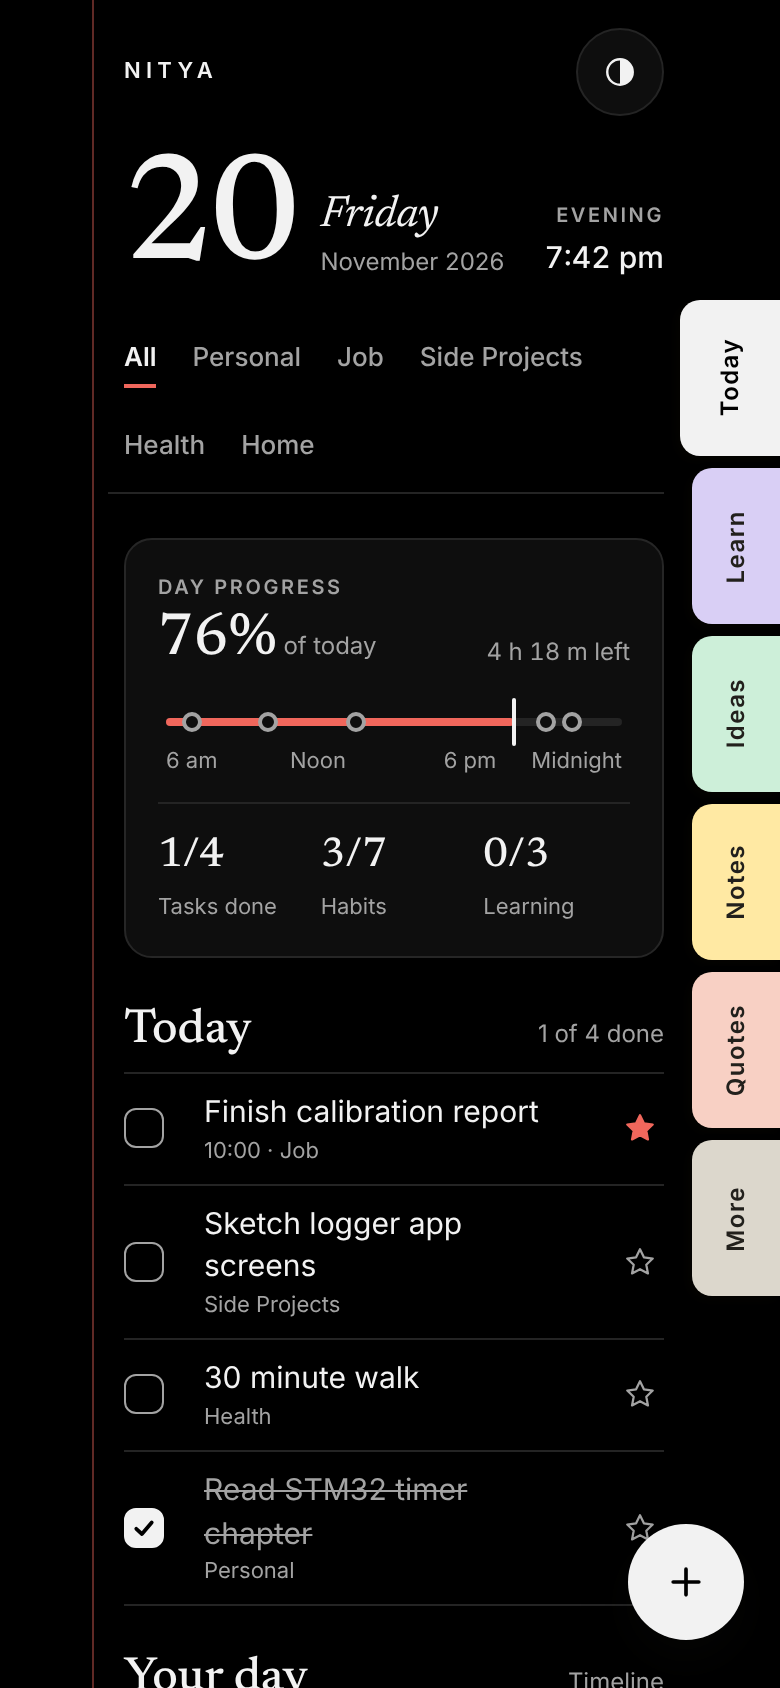 NITYA
20
Friday
November 2026
EVENING
7:42 pm
All Personal Job Side Projects
Health Home
DAY PROGRESS
76% of today
4 h 18 m left
6 am Noon 6 pm Midnight
1/4 3/7 0/3
Tasks done Habits Learning
Today
1 of 4 done
Finish calibration report
10:00 · Job
Sketch logger app
screens
Side Projects
30 minute walk
Health
Read STM32 timer
chapter
Personal
Your day
Timeline
Today
Learn
Ideas
Notes
Quotes
More